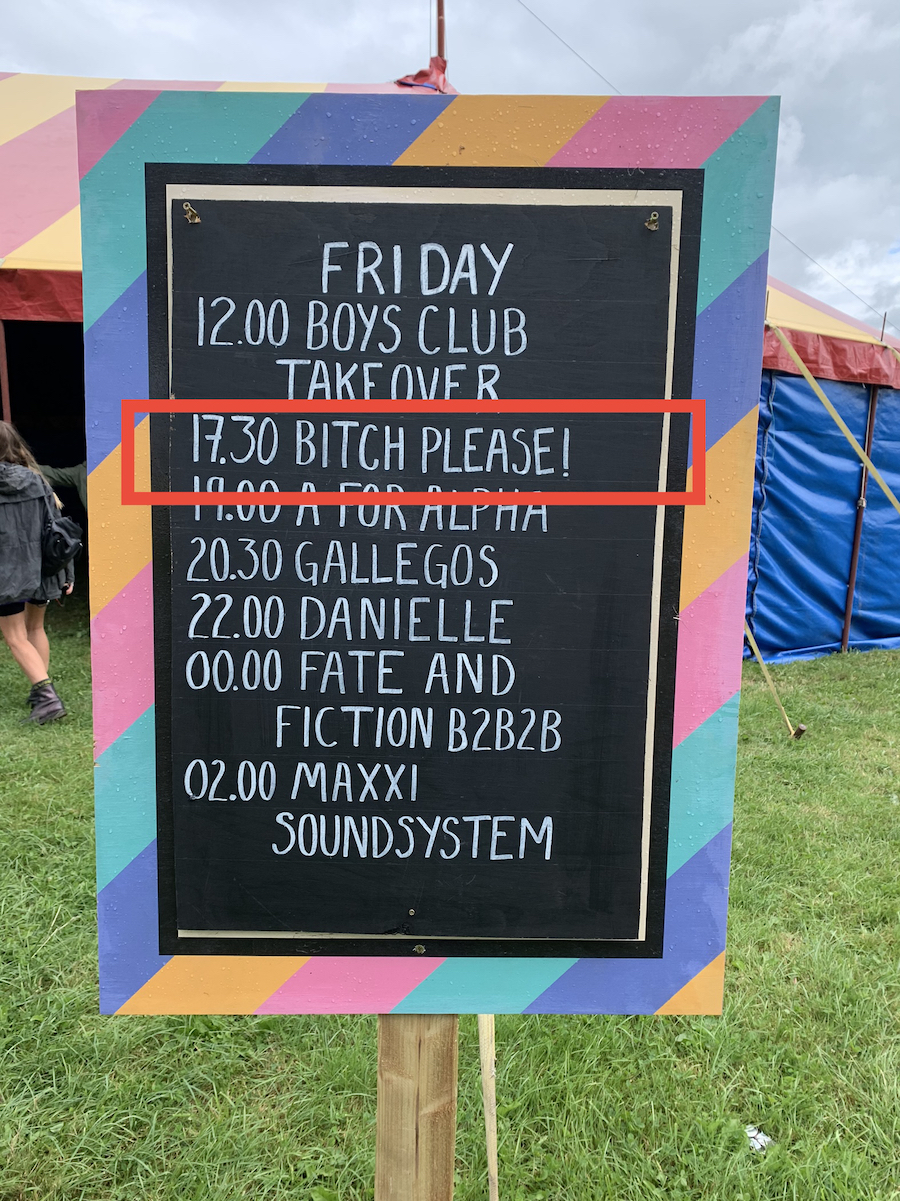 FRIDAY
12.00 BOYS CLUB
TAKEOVER
17.30 BITCH PLEASE!
19.00 A FOR ALPHA
20.30 GALLEGOS
22.00 DANIELLE
00.00 FATE AND
FICTION B2B2B
02.00 MAXXI
SOUNDSYSTEM